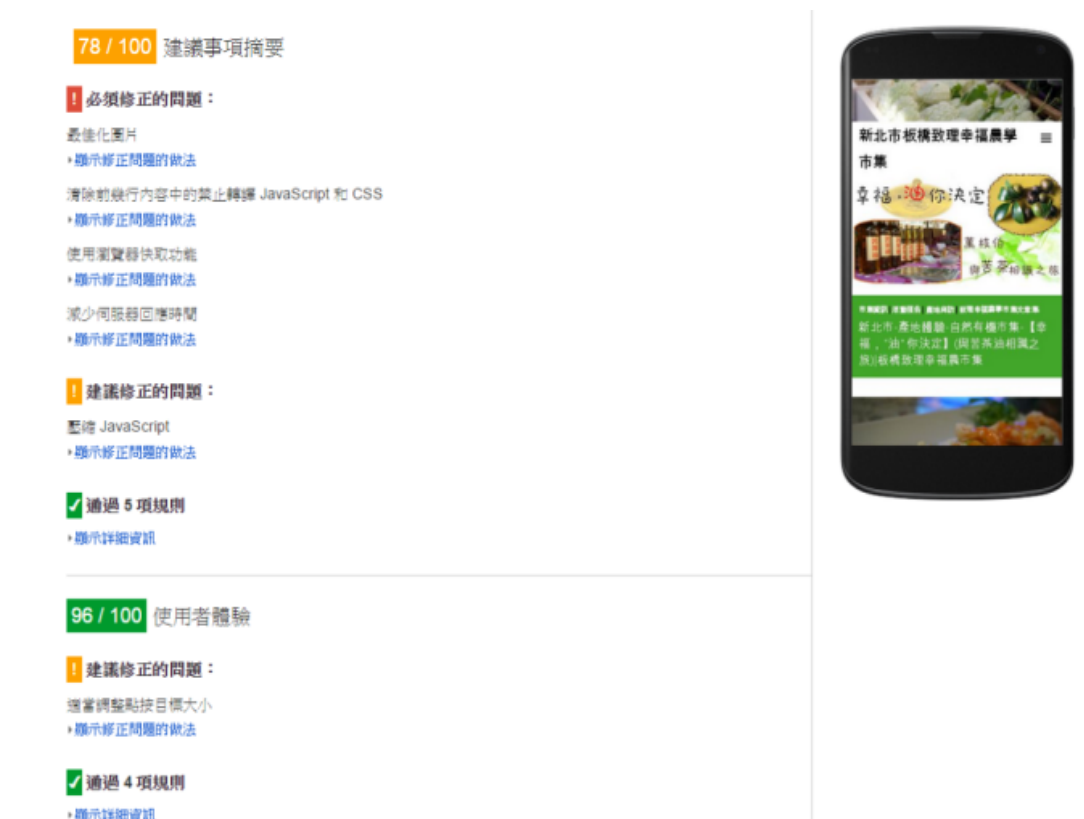 78 / 100 建議事項摘要
! 必須修正的問題：
最佳化圖片
顯示修正問題的做法
清除前幾行內容中的禁止轉譯 JavaScript 和 CSS
顯示修正問題的做法
使用瀏覽器快取功能
顯示修正問題的做法
減少伺服器回應時間
顯示修正問題的做法
! 建議修正的問題：
壓縮 JavaScript
顯示修正問題的做法
✓ 通過 5 項規則
顯示詳細資訊
96 / 100 使用者體驗
! 建議修正的問題：
適當調整點按目標大小
顯示修正問題的做法
✓ 通過 4 項規則
顯示詳細資訊
新北市板橋致理幸福農學
市集
幸福，油你決定
與苦茶相識之旅
新北市-產地體驗-自然有機市集-【幸
福，"油"你決定】(與苦茶油相識之
旅)|板橋致理幸福農市集